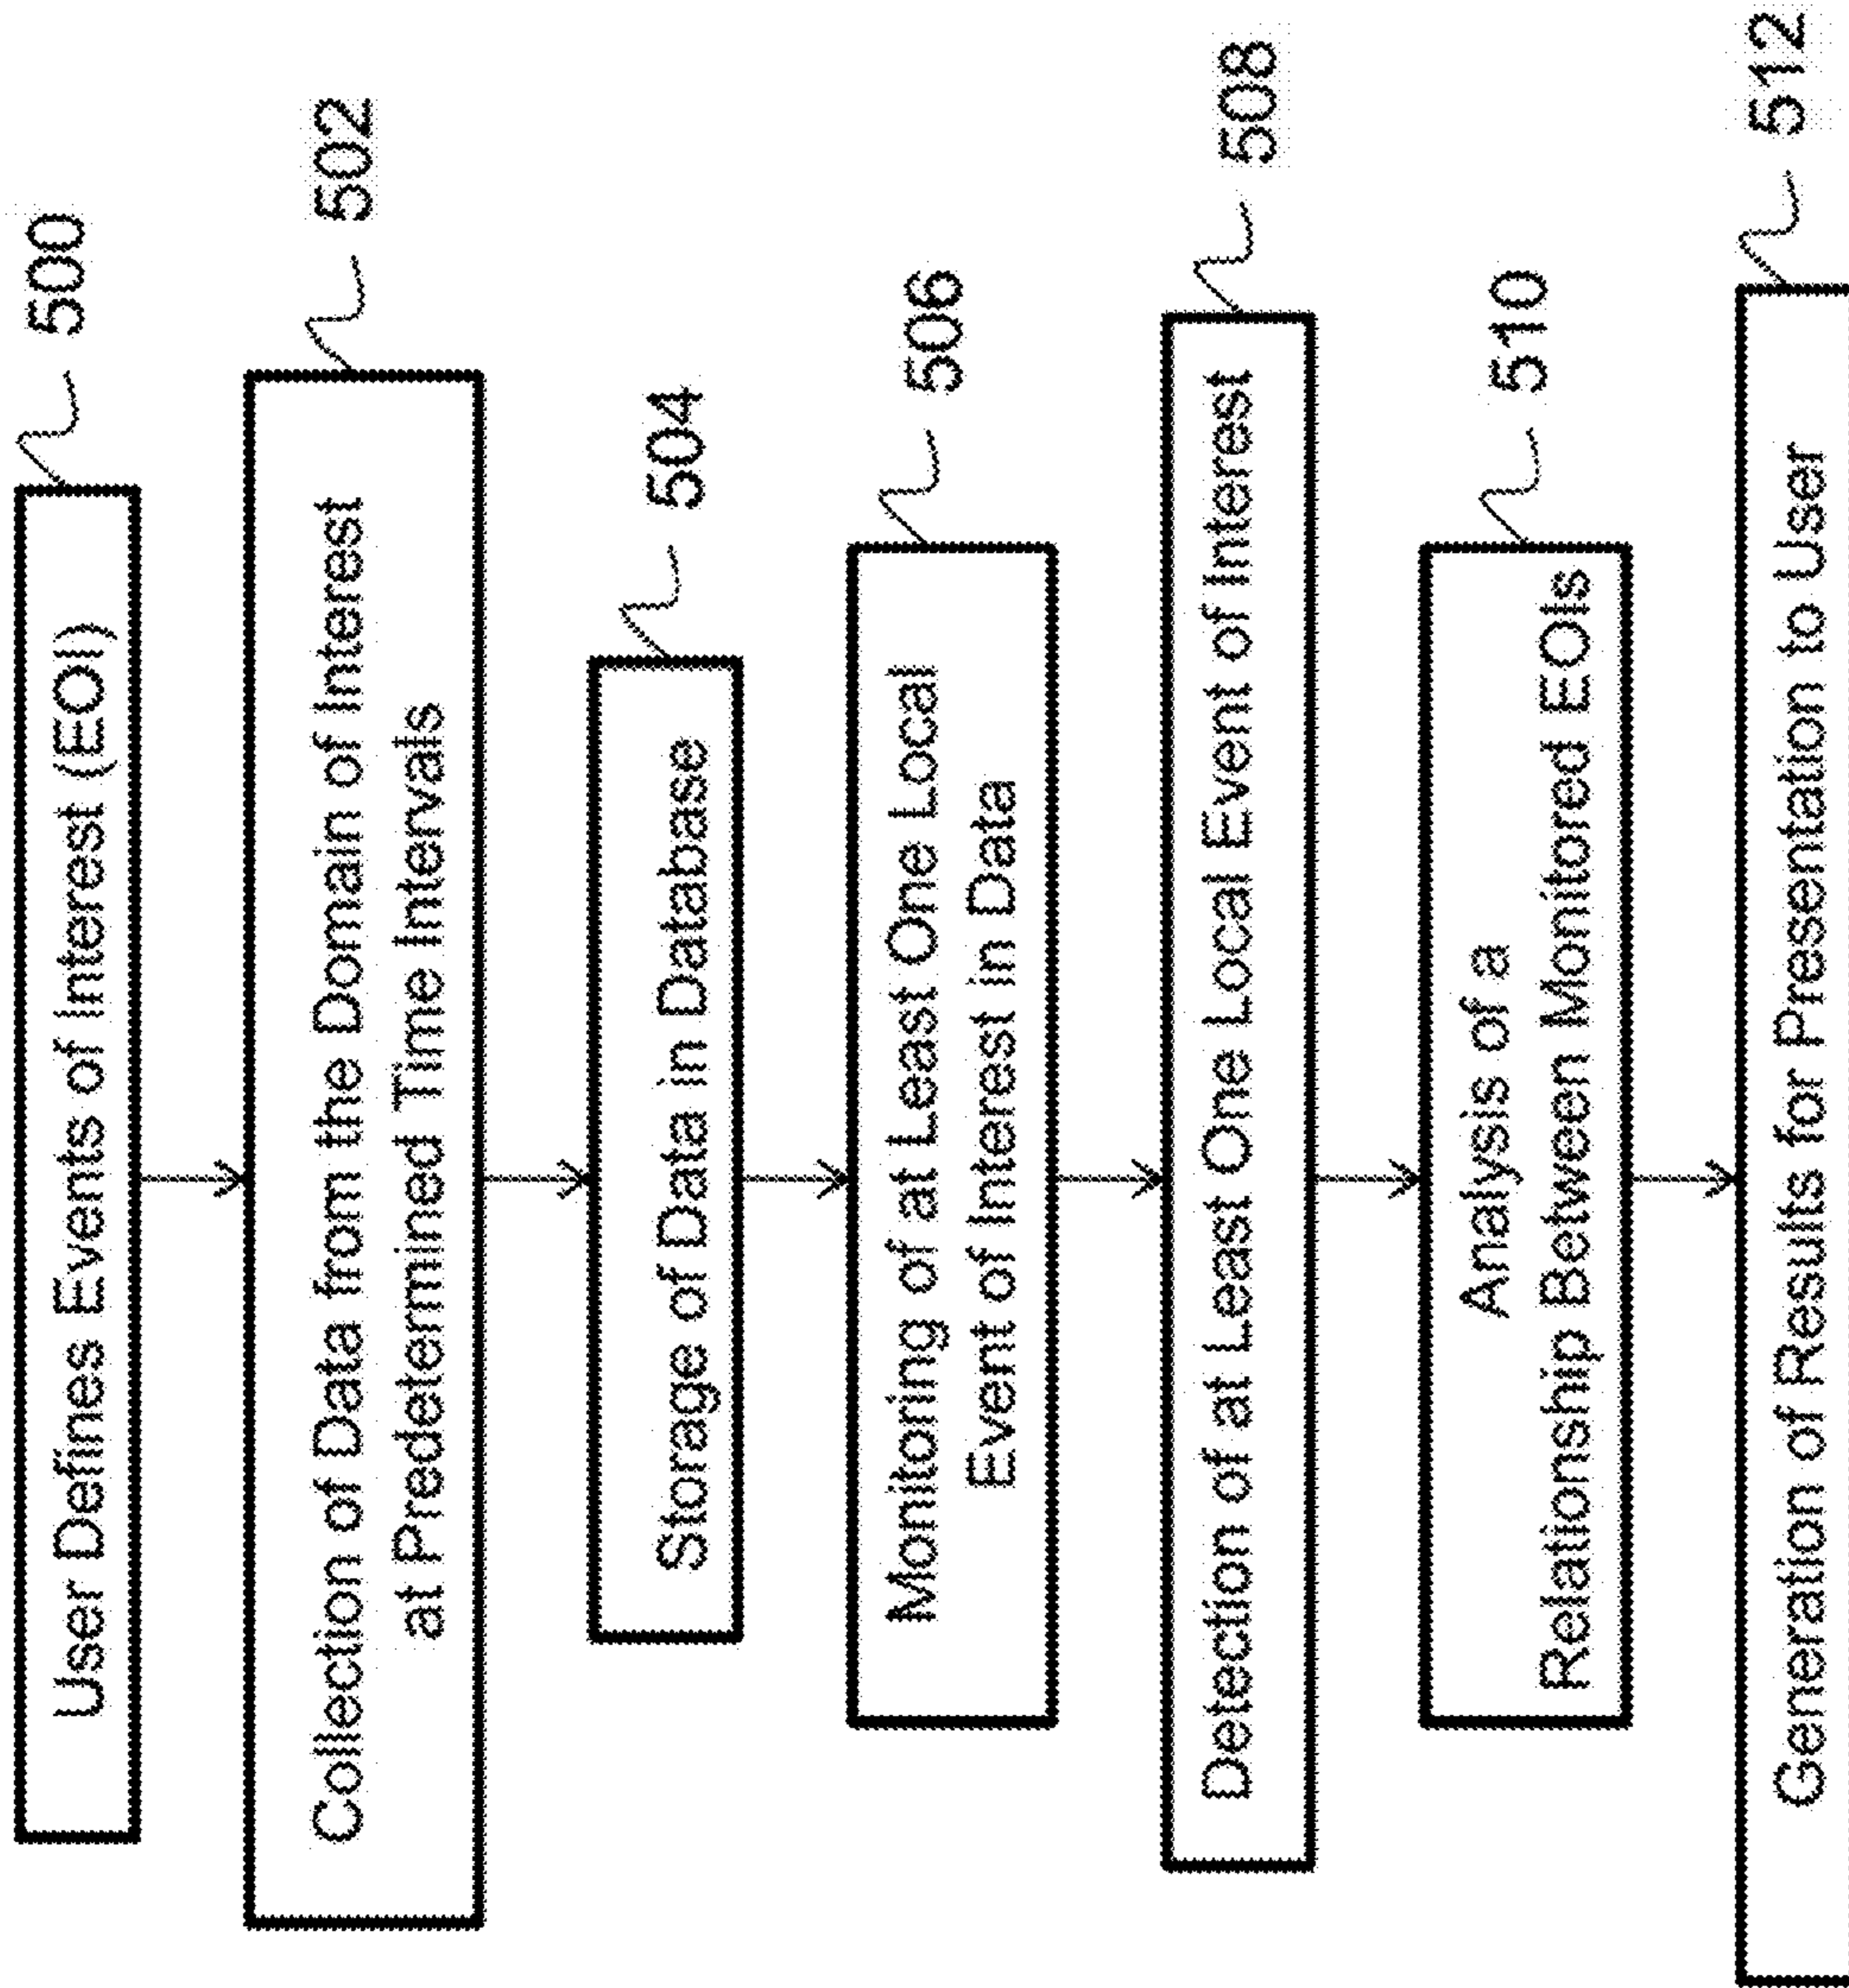 User Defines Events of Interest (EOI)
500
Collection of Data from the Domain of Interest
at Predetermined Time Intervals
502
Storage of Data in Database
504
Monitoring of at Least One Local
Event of Interest in Data
506
Detection of at Least One Local Event of Interest
508
Analysis of a
Relationship Between Monitored EOIs
510
Generation of Results for Presentation to User
512